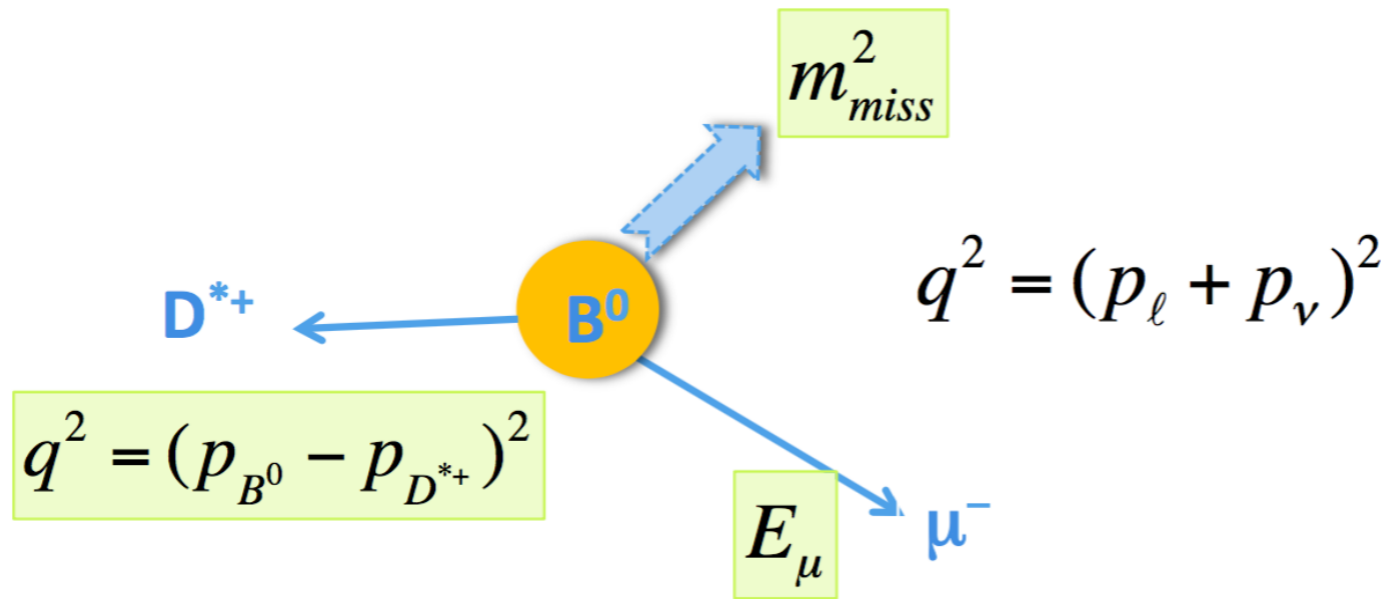 m²miss
D*+
B⁰
q² = (pℓ + pν)²
q² = (pB⁰ − pD*+)²
Eμ
μ⁻